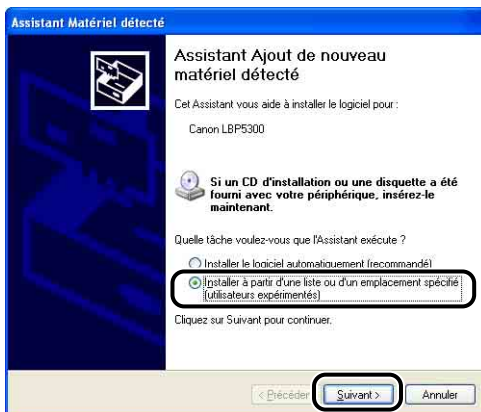 Assistant Matériel détecté
Assistant Ajout de nouveau
matériel détecté
Cet Assistant vous aide à installer le logiciel pour :
Canon LBP5300
Si un CD d'installation ou une disquette a été
fourni avec votre périphérique, insérez-le
maintenant.
Quelle tâche voulez-vous que l'Assistant exécute ?
Installer le logiciel automatiquement (recommandé)
Installer à partir d'une liste ou d'un emplacement spécifié
(utilisateurs expérimentés)
Cliquez sur Suivant pour continuer.
< Précéder Suivant > Annuler